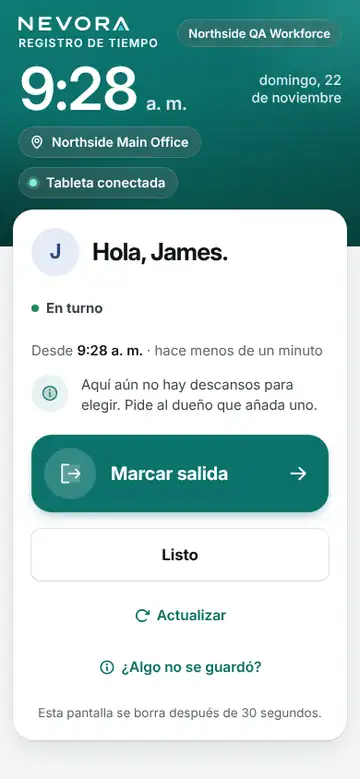 NEVORA
REGISTRO DE TIEMPO
Northside QA Workforce
9:28 a. m.
domingo, 22
de noviembre
Northside Main Office
Tableta conectada
J
Hola, James.
En turno
Desde 9:28 a. m. · hace menos de un minuto
Aquí aún no hay descansos para
elegir. Pide al dueño que añada uno.
Marcar salida
Listo
Actualizar
¿Algo no se guardó?
Esta pantalla se borra después de 30 segundos.